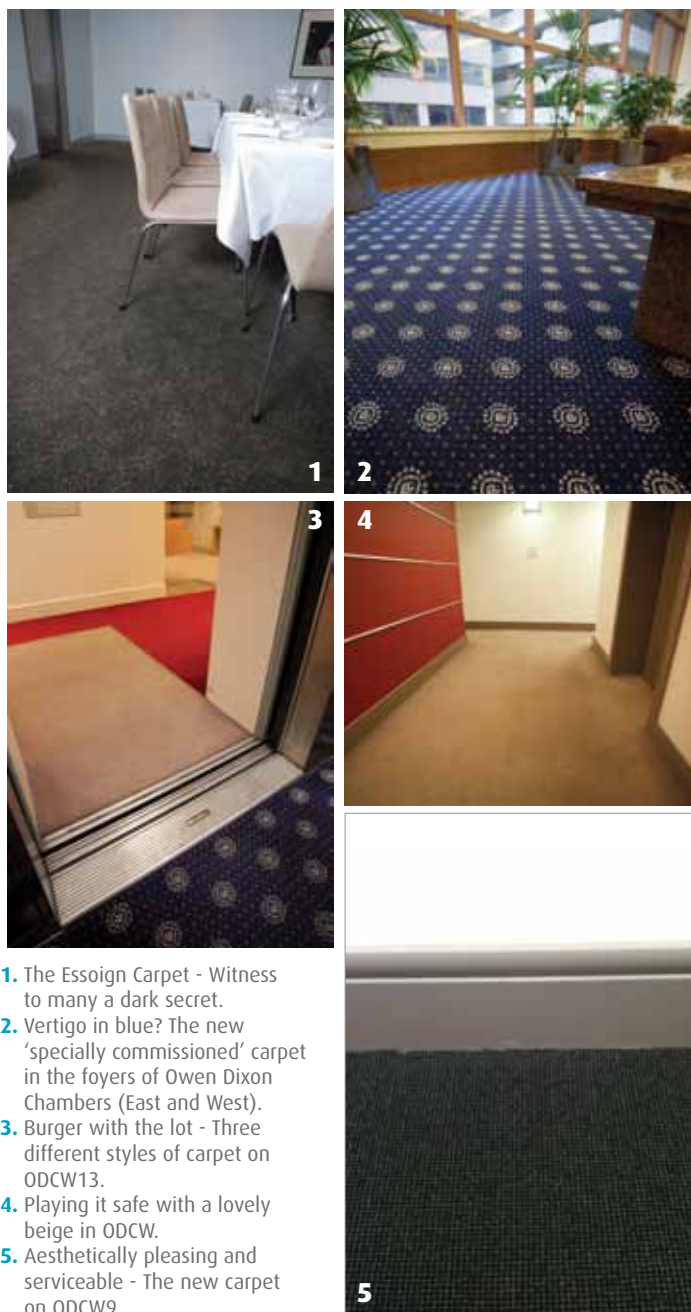 1
2
3
4
5
1. The Essoign Carpet - Witness
to many a dark secret.
2. Vertigo in blue? The new
‘specially commissioned’ carpet
in the foyers of Owen Dixon
Chambers (East and West).
3. Burger with the lot - Three
different styles of carpet on
ODCW13.
4. Playing it safe with a lovely
beige in ODCW.
5. Aesthetically pleasing and
serviceable - The new carpet
on ODCW9